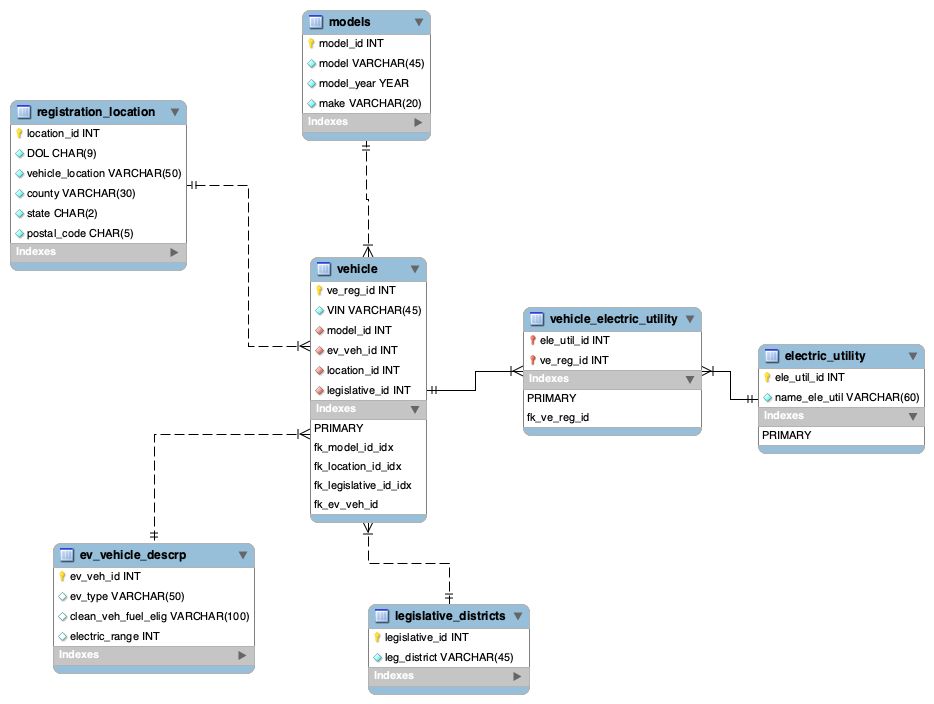 models
model_id INT
model VARCHAR(45)
model_year YEAR
make VARCHAR(20)
Indexes
registration_location
location_id INT
DOL CHAR(9)
vehicle_location VARCHAR(50)
county VARCHAR(30)
state CHAR(2)
postal_code CHAR(5)
Indexes
vehicle
ve_reg_id INT
VIN VARCHAR(45)
model_id INT
ev_veh_id INT
location_id INT
legislative_id INT
Indexes
PRIMARY
fk_model_id_idx
fk_location_id_idx
fk_legislative_id_idx
fk_ev_veh_id
vehicle_electric_utility
ele_util_id INT
ve_reg_id INT
Indexes
PRIMARY
fk_ve_reg_id
electric_utility
ele_util_id INT
name_ele_util VARCHAR(60)
Indexes
PRIMARY
ev_vehicle_descrp
ev_veh_id INT
ev_type VARCHAR(50)
clean_veh_fuel_elig VARCHAR(100)
electric_range INT
Indexes
legislative_districts
legislative_id INT
leg_district VARCHAR(45)
Indexes